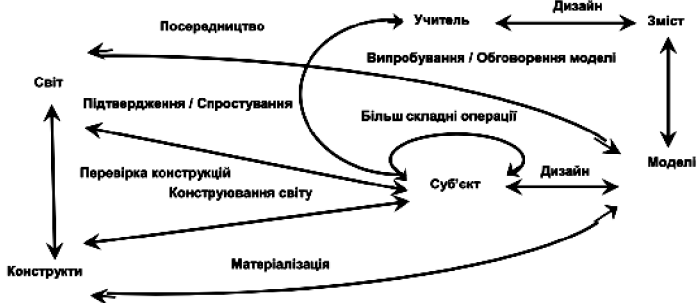 Дизайн
Посередництво
Учитель
Зміст
Випробування / Обговорення моделі
Світ
Підтвердження / Спростування
Більш складні операції
Моделі
Перевірка конструкцій
Суб'єкт
Дизайн
Конструювання світу
Матеріалізація
Конструкти